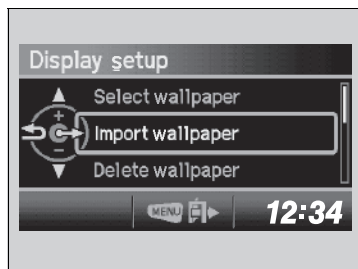 Display setup
Select wallpaper
Import wallpaper
Delete wallpaper
MENU 12:34